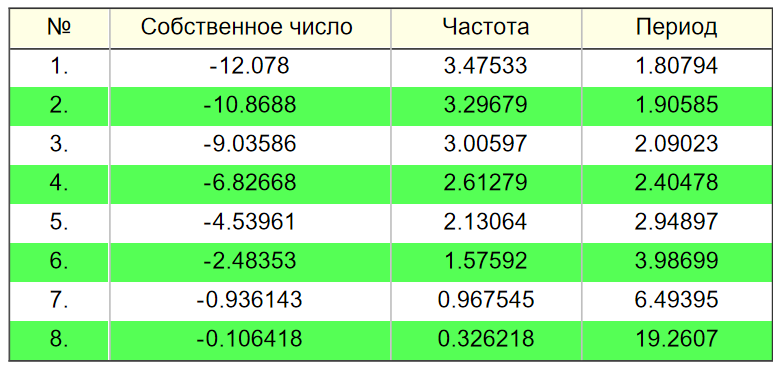 № Собственное число Частота Период
1. -12.078 3.47533 1.80794
2. -10.8688 3.29679 1.90585
3. -9.03586 3.00597 2.09023
4. -6.82668 2.61279 2.40478
5. -4.53961 2.13064 2.94897
6. -2.48353 1.57592 3.98699
7. -0.936143 0.967545 6.49395
8. -0.106418 0.326218 19.2607